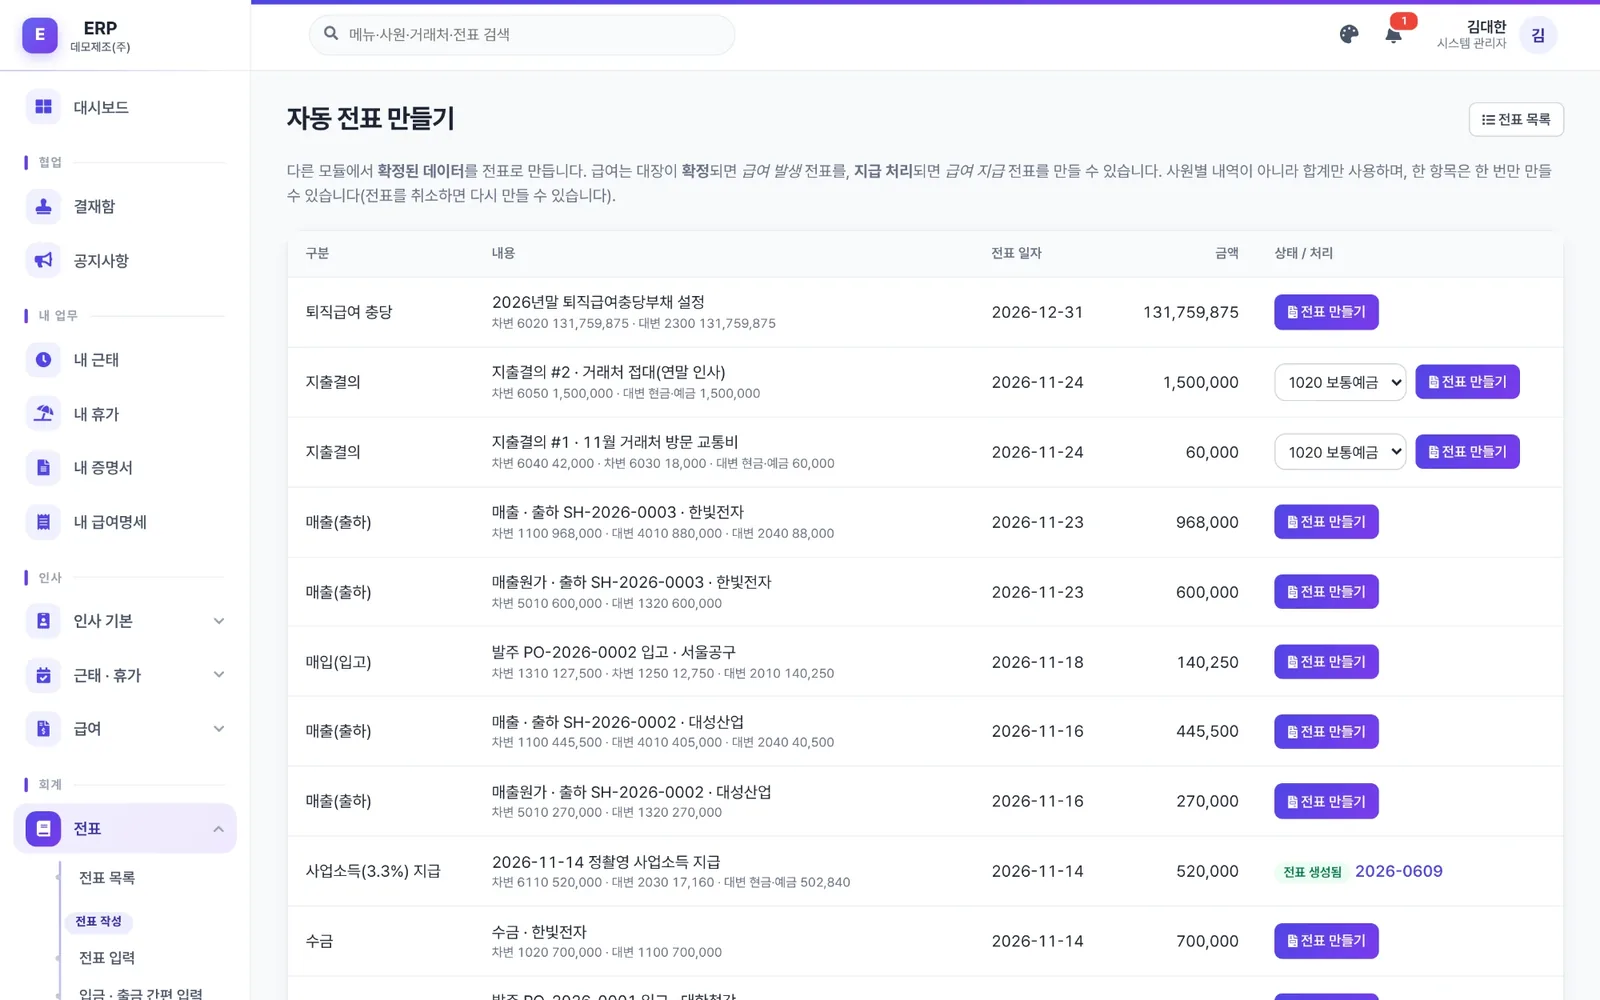 E
ERP
데모제조(주)
메뉴·사원·거래처·전표 검색
1
김대한
시스템 관리자
김
대시보드
협업
결재함
공지사항
내 업무
내 근태
내 휴가
내 증명서
내 급여명세
인사
인사 기본
근태 · 휴가
급여
회계
전표
전표 목록
전표 작성
전표 입력
입금 · 출금 간편 입력
자동 전표 만들기
전표 목록
다른 모듈에서 확정된 데이터를 전표로 만듭니다. 급여는 대장이 확정되면 급여 발생 전표를, 지급 처리되면 급여 지급 전표를 만들 수 있습니다. 사원별 내역이 아니라 합계만 사용하며, 한 항목은 한 번만 만들
수 있습니다(전표를 취소하면 다시 만들 수 있습니다).
구분 내용 전표 일자 금액 상태 / 처리
퇴직급여 충당 2026년말 퇴직급여충당부채 설정 2026-12-31 131,759,875 전표 만들기
차변 6020 131,759,875 · 대변 2300 131,759,875
지출결의 지출결의 #2 · 거래처 접대(연말 인사) 2026-11-24 1,500,000 1020 보통예금 전표 만들기
차변 6050 1,500,000 · 대변 현금·예금 1,500,000
지출결의 지출결의 #1 · 11월 거래처 방문 교통비 2026-11-24 60,000 1020 보통예금 전표 만들기
차변 6040 42,000 · 차변 6030 18,000 · 대변 현금·예금 60,000
매출(출하) 매출 · 출하 SH-2026-0003 · 한빛전자 2026-11-23 968,000 전표 만들기
차변 1100 968,000 · 대변 4010 880,000 · 대변 2040 88,000
매출(출하) 매출원가 · 출하 SH-2026-0003 · 한빛전자 2026-11-23 600,000 전표 만들기
차변 5010 600,000 · 대변 1320 600,000
매입(입고) 발주 PO-2026-0002 입고 · 서울공구 2026-11-18 140,250 전표 만들기
차변 1310 127,500 · 차변 1250 12,750 · 대변 2010 140,250
매출(출하) 매출 · 출하 SH-2026-0002 · 대성산업 2026-11-16 445,500 전표 만들기
차변 1100 445,500 · 대변 4010 405,000 · 대변 2040 40,500
매출(출하) 매출원가 · 출하 SH-2026-0002 · 대성산업 2026-11-16 270,000 전표 만들기
차변 5010 270,000 · 대변 1320 270,000
사업소득(3.3%) 지급 2026-11-14 정촬영 사업소득 지급 2026-11-14 520,000 전표 생성됨 2026-0609
차변 6110 520,000 · 대변 2030 17,160 · 대변 현금·예금 502,840
수금 수금 · 한빛전자 2026-11-14 700,000 전표 만들기
차변 1020 700,000 · 대변 1100 700,000
발주 PO-2026-0001 입고 · 대한철강